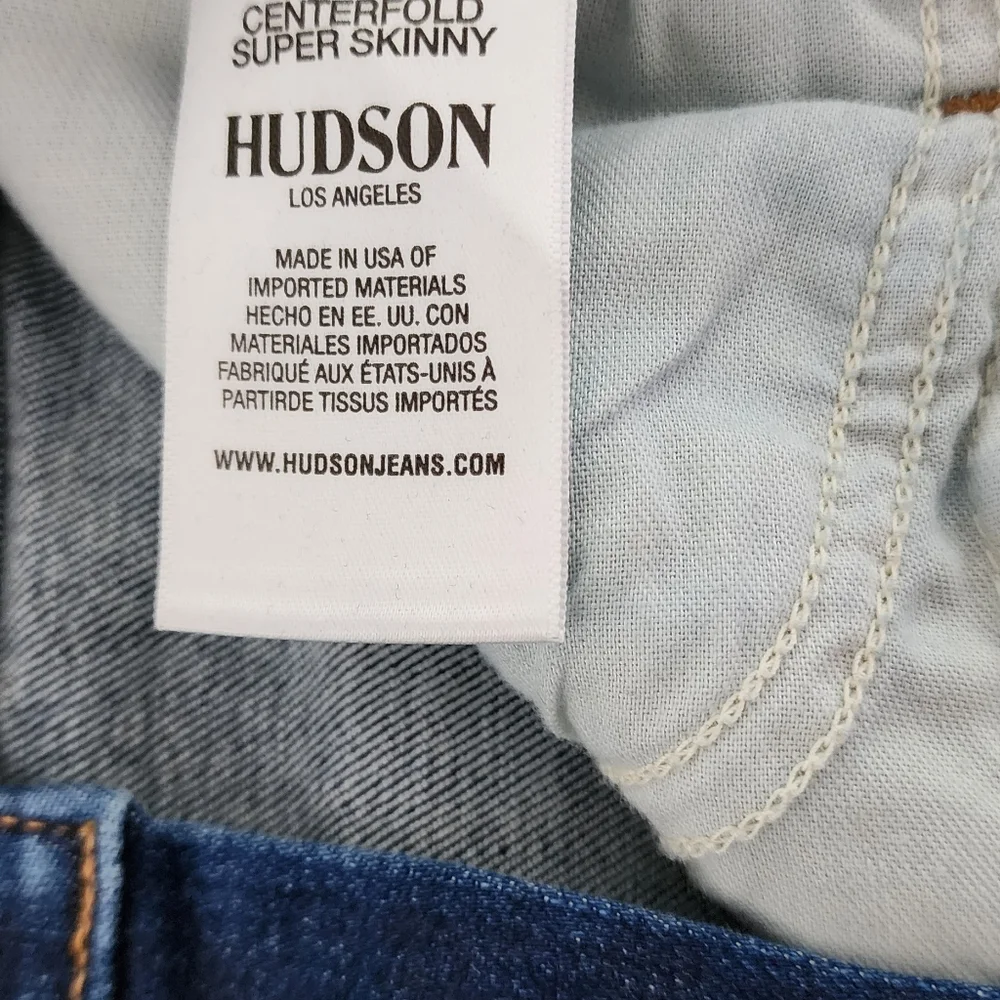 CENTERFOLD
SUPER SKINNY
HUDSON
LOS ANGELES
MADE IN USA OF
IMPORTED MATERIALS
HECHO EN EE. UU. CON
MATERIALES IMPORTADOS
FABRIQUÉ AUX ÉTATS-UNIS À
PARTIRDE TISSUS IMPORTÉS
WWW.HUDSONJEANS.COM